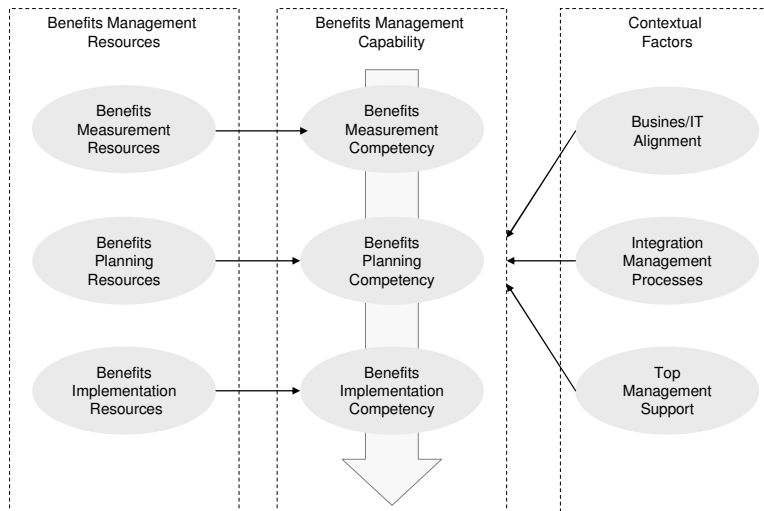 Benefits Management
Resources
Benefits Management
Capability
Contextual
Factors
Benefits
Measurement
Resources
Benefits
Measurement
Competency
Busines/IT
Alignment
Benefits
Planning
Resources
Benefits
Planning
Competency
Integration
Management
Processes
Benefits
Implementation
Resources
Benefits
Implementation
Competency
Top
Management
Support